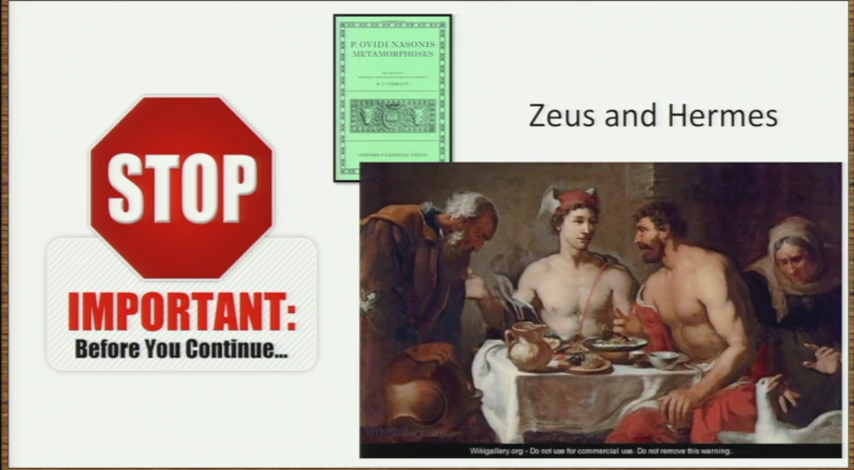 P. OVIDI NASONIS
METAMORPHOSES
OXFORD CLASSICAL TEXTS
Zeus and Hermes
STOP
IMPORTANT:
Before You Continue...
Wikigallery.org - Do not use for commercial use. Do not remove this warning.